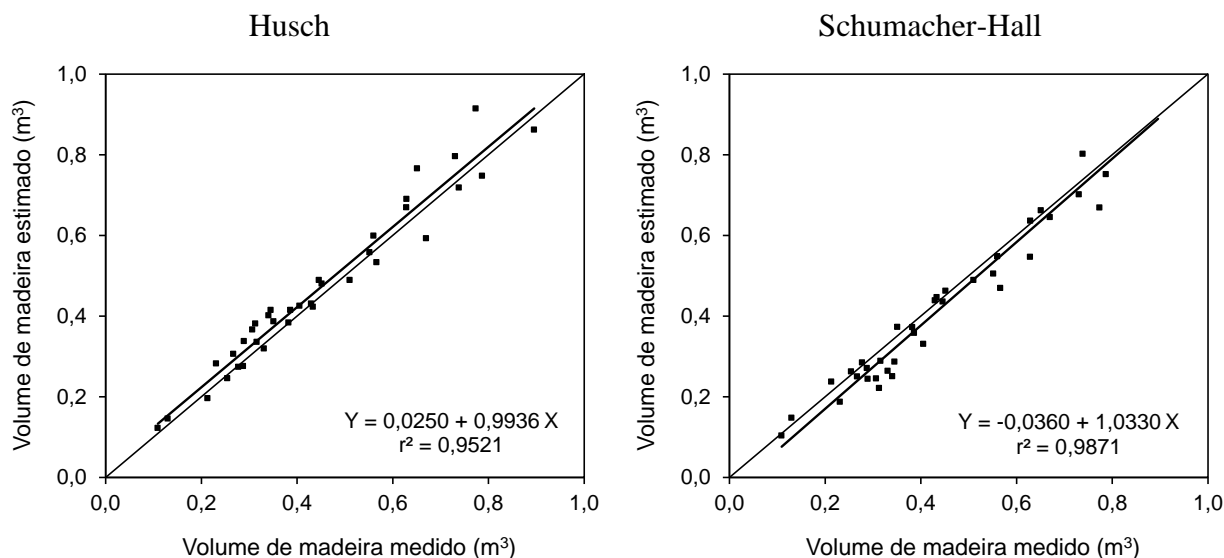 Husch
Volume de madeira estimado (m³)
1,0
0,8
0,6
0,4
0,2
0,0
Y = 0,0250 + 0,9936 X
r² = 0,9521
0,0 0,2 0,4 0,6 0,8 1,0
Volume de madeira medido (m³)
Schumacher-Hall
Volume de madeira estimado (m³)
1,0
0,8
0,6
0,4
0,2
0,0
Y = -0,0360 + 1,0330 X
r² = 0,9871
0,0 0,2 0,4 0,6 0,8 1,0
Volume de madeira medido (m³)